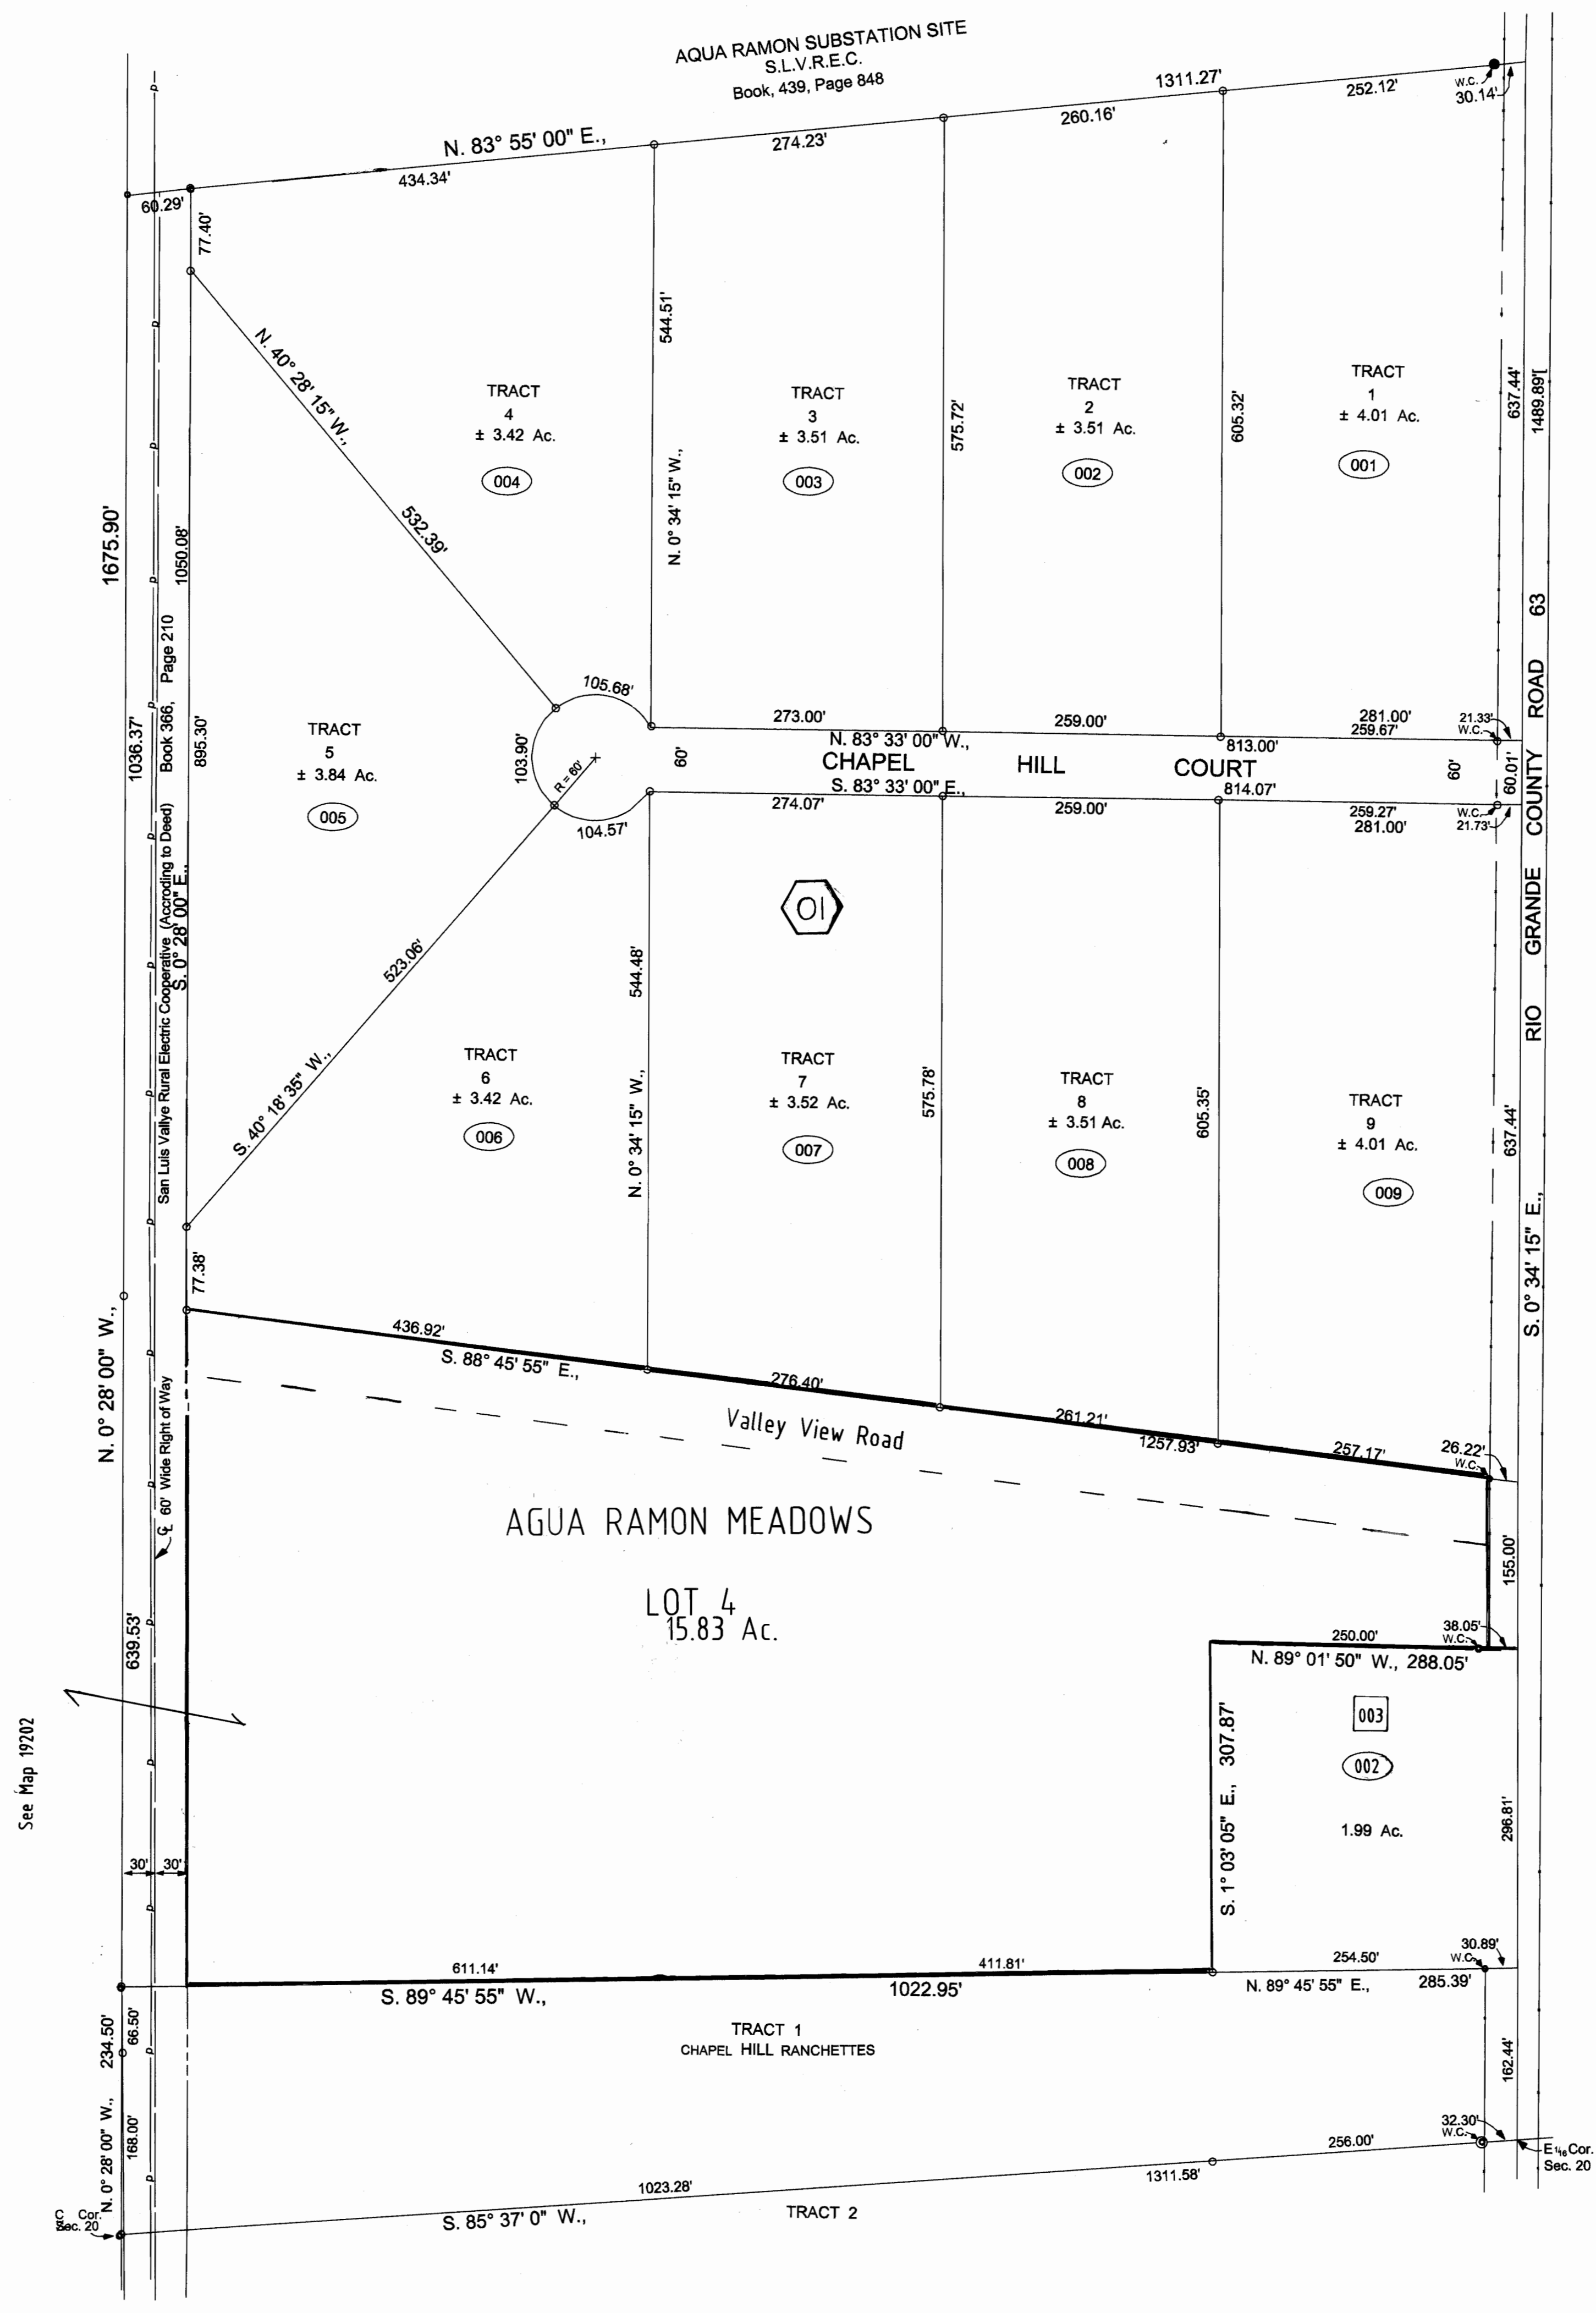 AQUA RAMON SUBSTATION SITE
S.L.V.R.E.C.
Book, 439, Page 848
N. 83° 55' 00" E.,
1311.27'
60.29'
434.34'
274.23'
260.16'
252.12'
W.C.
30.14'
77.40'
N. 40° 28' 15" W.,
532.39'
544.51'
N. 0° 34' 15" W.,
575.72'
605.32'
637.44'
1489.89'[
TRACT
4
± 3.42 Ac.
004
TRACT
3
± 3.51 Ac.
003
TRACT
2
± 3.51 Ac.
002
TRACT
1
± 4.01 Ac.
001
1675.90'
1050.08'
1036.37'
895.30'
San Luis Vallye Rural Electric Cooperative (Accroding to Deed) Book 366, Page 210
S. 0° 28' 00" E.,
TRACT
5
± 3.84 Ac.
005
105.68'
103.90'
R = 60'
104.57'
60'
273.00'
259.00'
281.00'
259.67'
21.33'
W.C.
N. 83° 33' 00" W.,
813.00'
CHAPEL HILL COURT
60'
60.01'
S. 83° 33' 00" E.,
814.07'
274.07'
259.00'
259.27'
281.00'
W.C.
21.73'
RIO GRANDE COUNTY ROAD 63
01
523.06'
S. 40° 18' 35" W.,
544.48'
N. 0° 34' 15" W.,
575.78'
605.35'
637.44'
S. 0° 34' 15" E.,
TRACT
6
± 3.42 Ac.
006
TRACT
7
± 3.52 Ac.
007
TRACT
8
± 3.51 Ac.
008
TRACT
9
± 4.01 Ac.
009
77.38'
436.92'
S. 88° 45' 55" E.,
276.40'
261.21'
1257.93'
257.17'
26.22'
W.C.
Valley View Road
N. 0° 28' 00" W.,
℄ 60' Wide Right of Way
AGUA RAMON MEADOWS
LOT 4
15.83 Ac.
155.00'
639.53'
250.00'
38.05'
W.C.
N. 89° 01' 50" W., 288.05'
See Map 19202
S. 1° 03' 05" E., 307.87'
003
002
1.99 Ac.
296.81'
30'
30'
611.14'
411.81'
S. 89° 45' 55" W.,
1022.95'
254.50'
30.89'
W.C.
N. 89° 45' 55" E.,
285.39'
TRACT 1
CHAPEL HILL RANCHETTES
N. 0° 28' 00" W., 234.50'
66.50'
168.00'
162.44'
32.30'
W.C.
256.00'
1311.58'
1023.28'
S. 85° 37' 0" W.,
TRACT 2
E 1/16 Cor.
Sec. 20
Cor.
Sec. 20